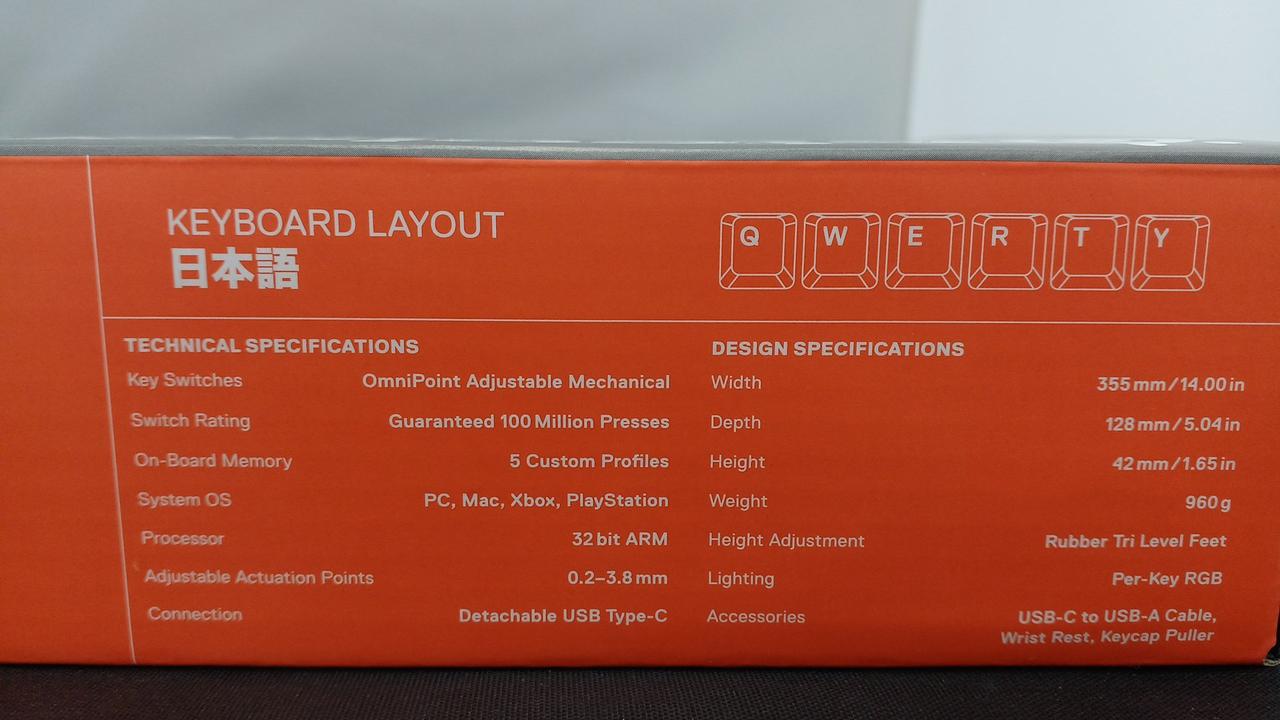 KEYBOARD LAYOUT
日本語
Q W E R T Y
TECHNICAL SPECIFICATIONS
Key Switches OmniPoint Adjustable Mechanical
Switch Rating Guaranteed 100 Million Presses
On-Board Memory 5 Custom Profiles
System OS PC, Mac, Xbox, PlayStation
Processor 32 bit ARM
Adjustable Actuation Points 0.2–3.8 mm
Connection Detachable USB Type-C
DESIGN SPECIFICATIONS
Width 355 mm / 14.00 in
Depth 128 mm / 5.04 in
Height 42 mm / 1.65 in
Weight 960 g
Height Adjustment Rubber Tri Level Feet
Lighting Per-Key RGB
Accessories USB-C to USB-A Cable,
Wrist Rest, Keycap Puller